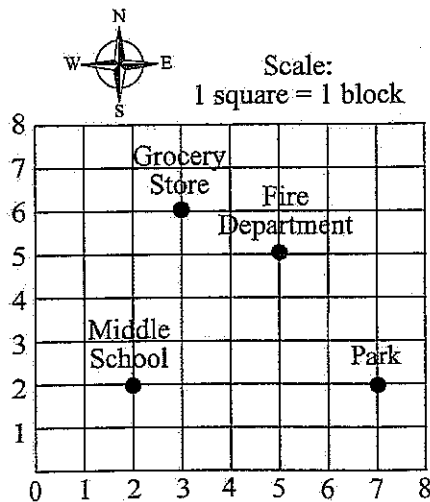 N
W E
S
Scale:
1 square = 1 block
8
7
6
5
4
3
2
1
Grocery
Store
Fire
Department
Middle
School
Park
0 1 2 3 4 5 6 7 8